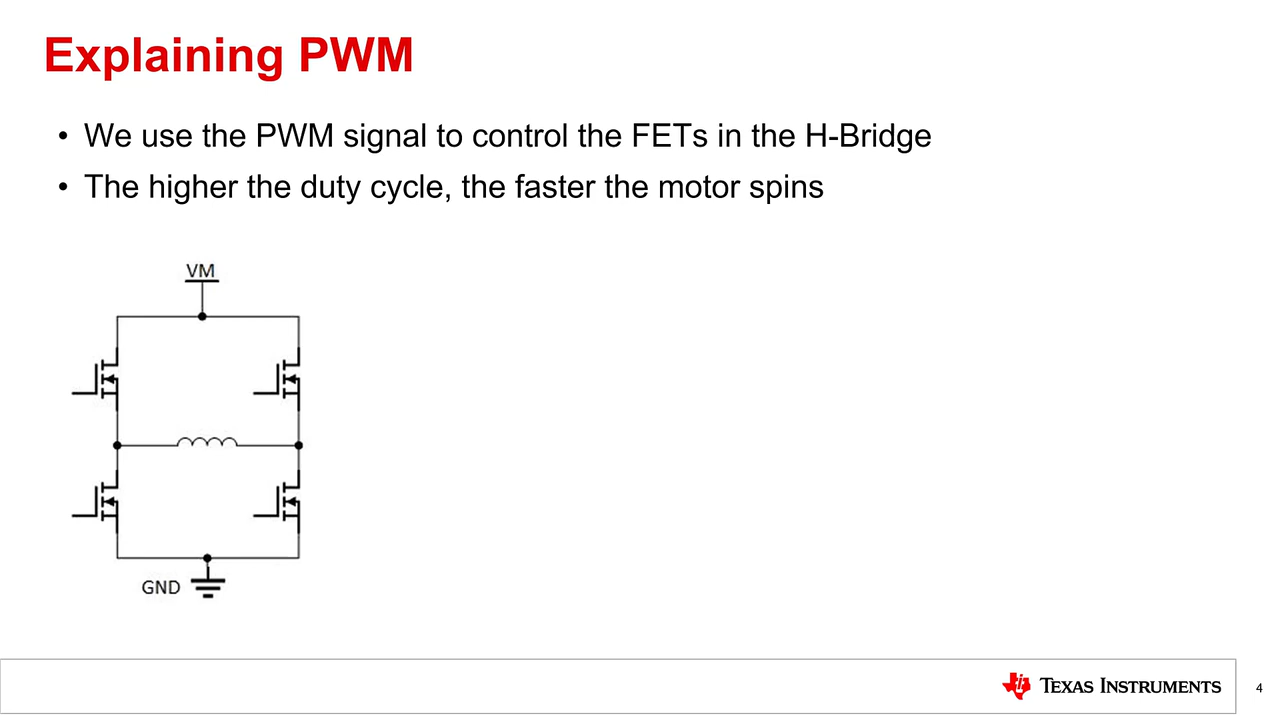 Explaining PWM
• We use the PWM signal to control the FETs in the H-Bridge
• The higher the duty cycle, the faster the motor spins
VM
GND
TEXAS INSTRUMENTS
4